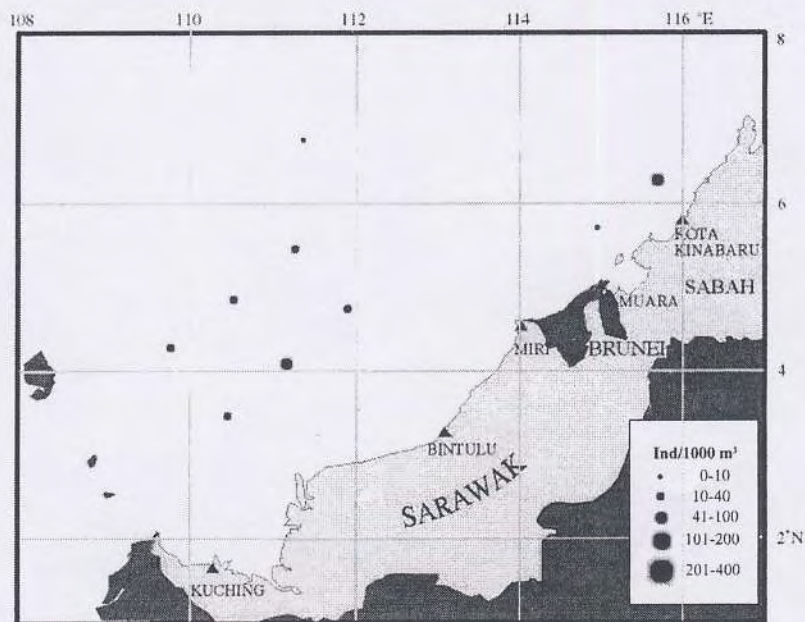 108 110 112 114 116 °E
8
6
KOTA
KINABARU
SABAH
MUARA
MIRI
BRUNEI
4
BINTULU
SARAWAK
2°N
KUCHING
Ind/1000 m³
0-10
10-40
41-100
101-200
201-400